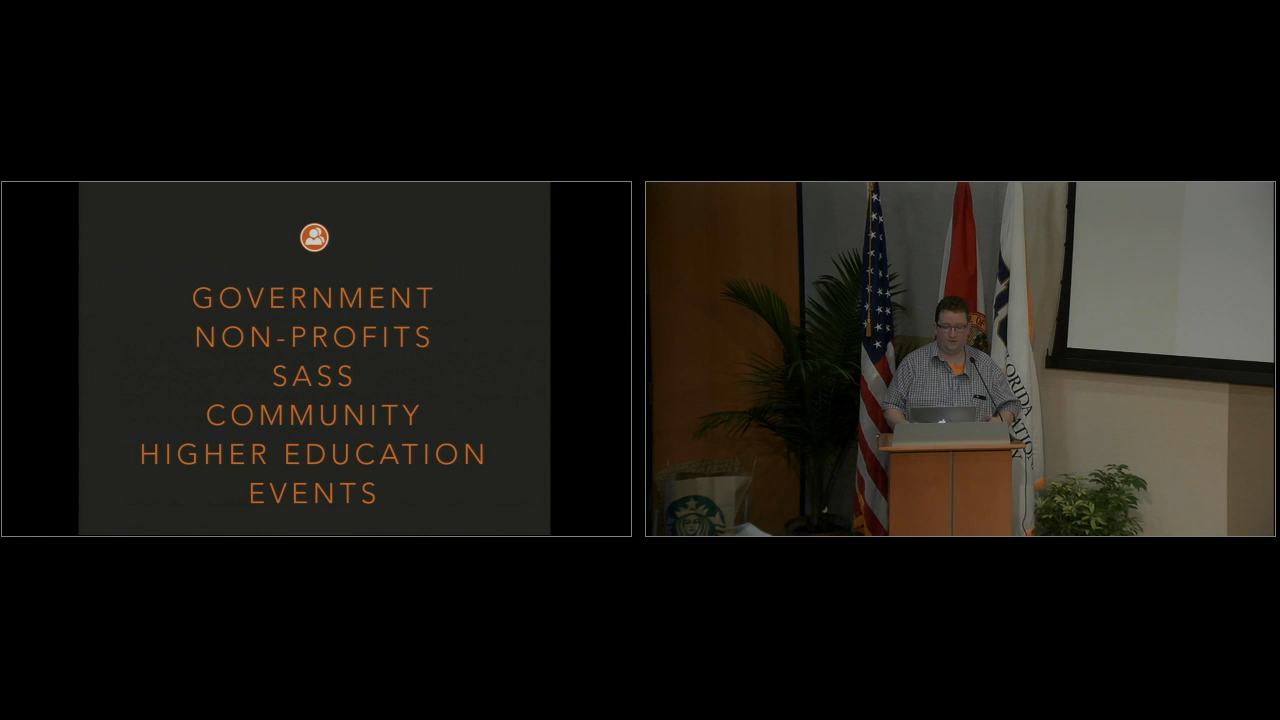 GOVERNMENT
NON-PROFITS
SASS
COMMUNITY
HIGHER EDUCATION
EVENTS